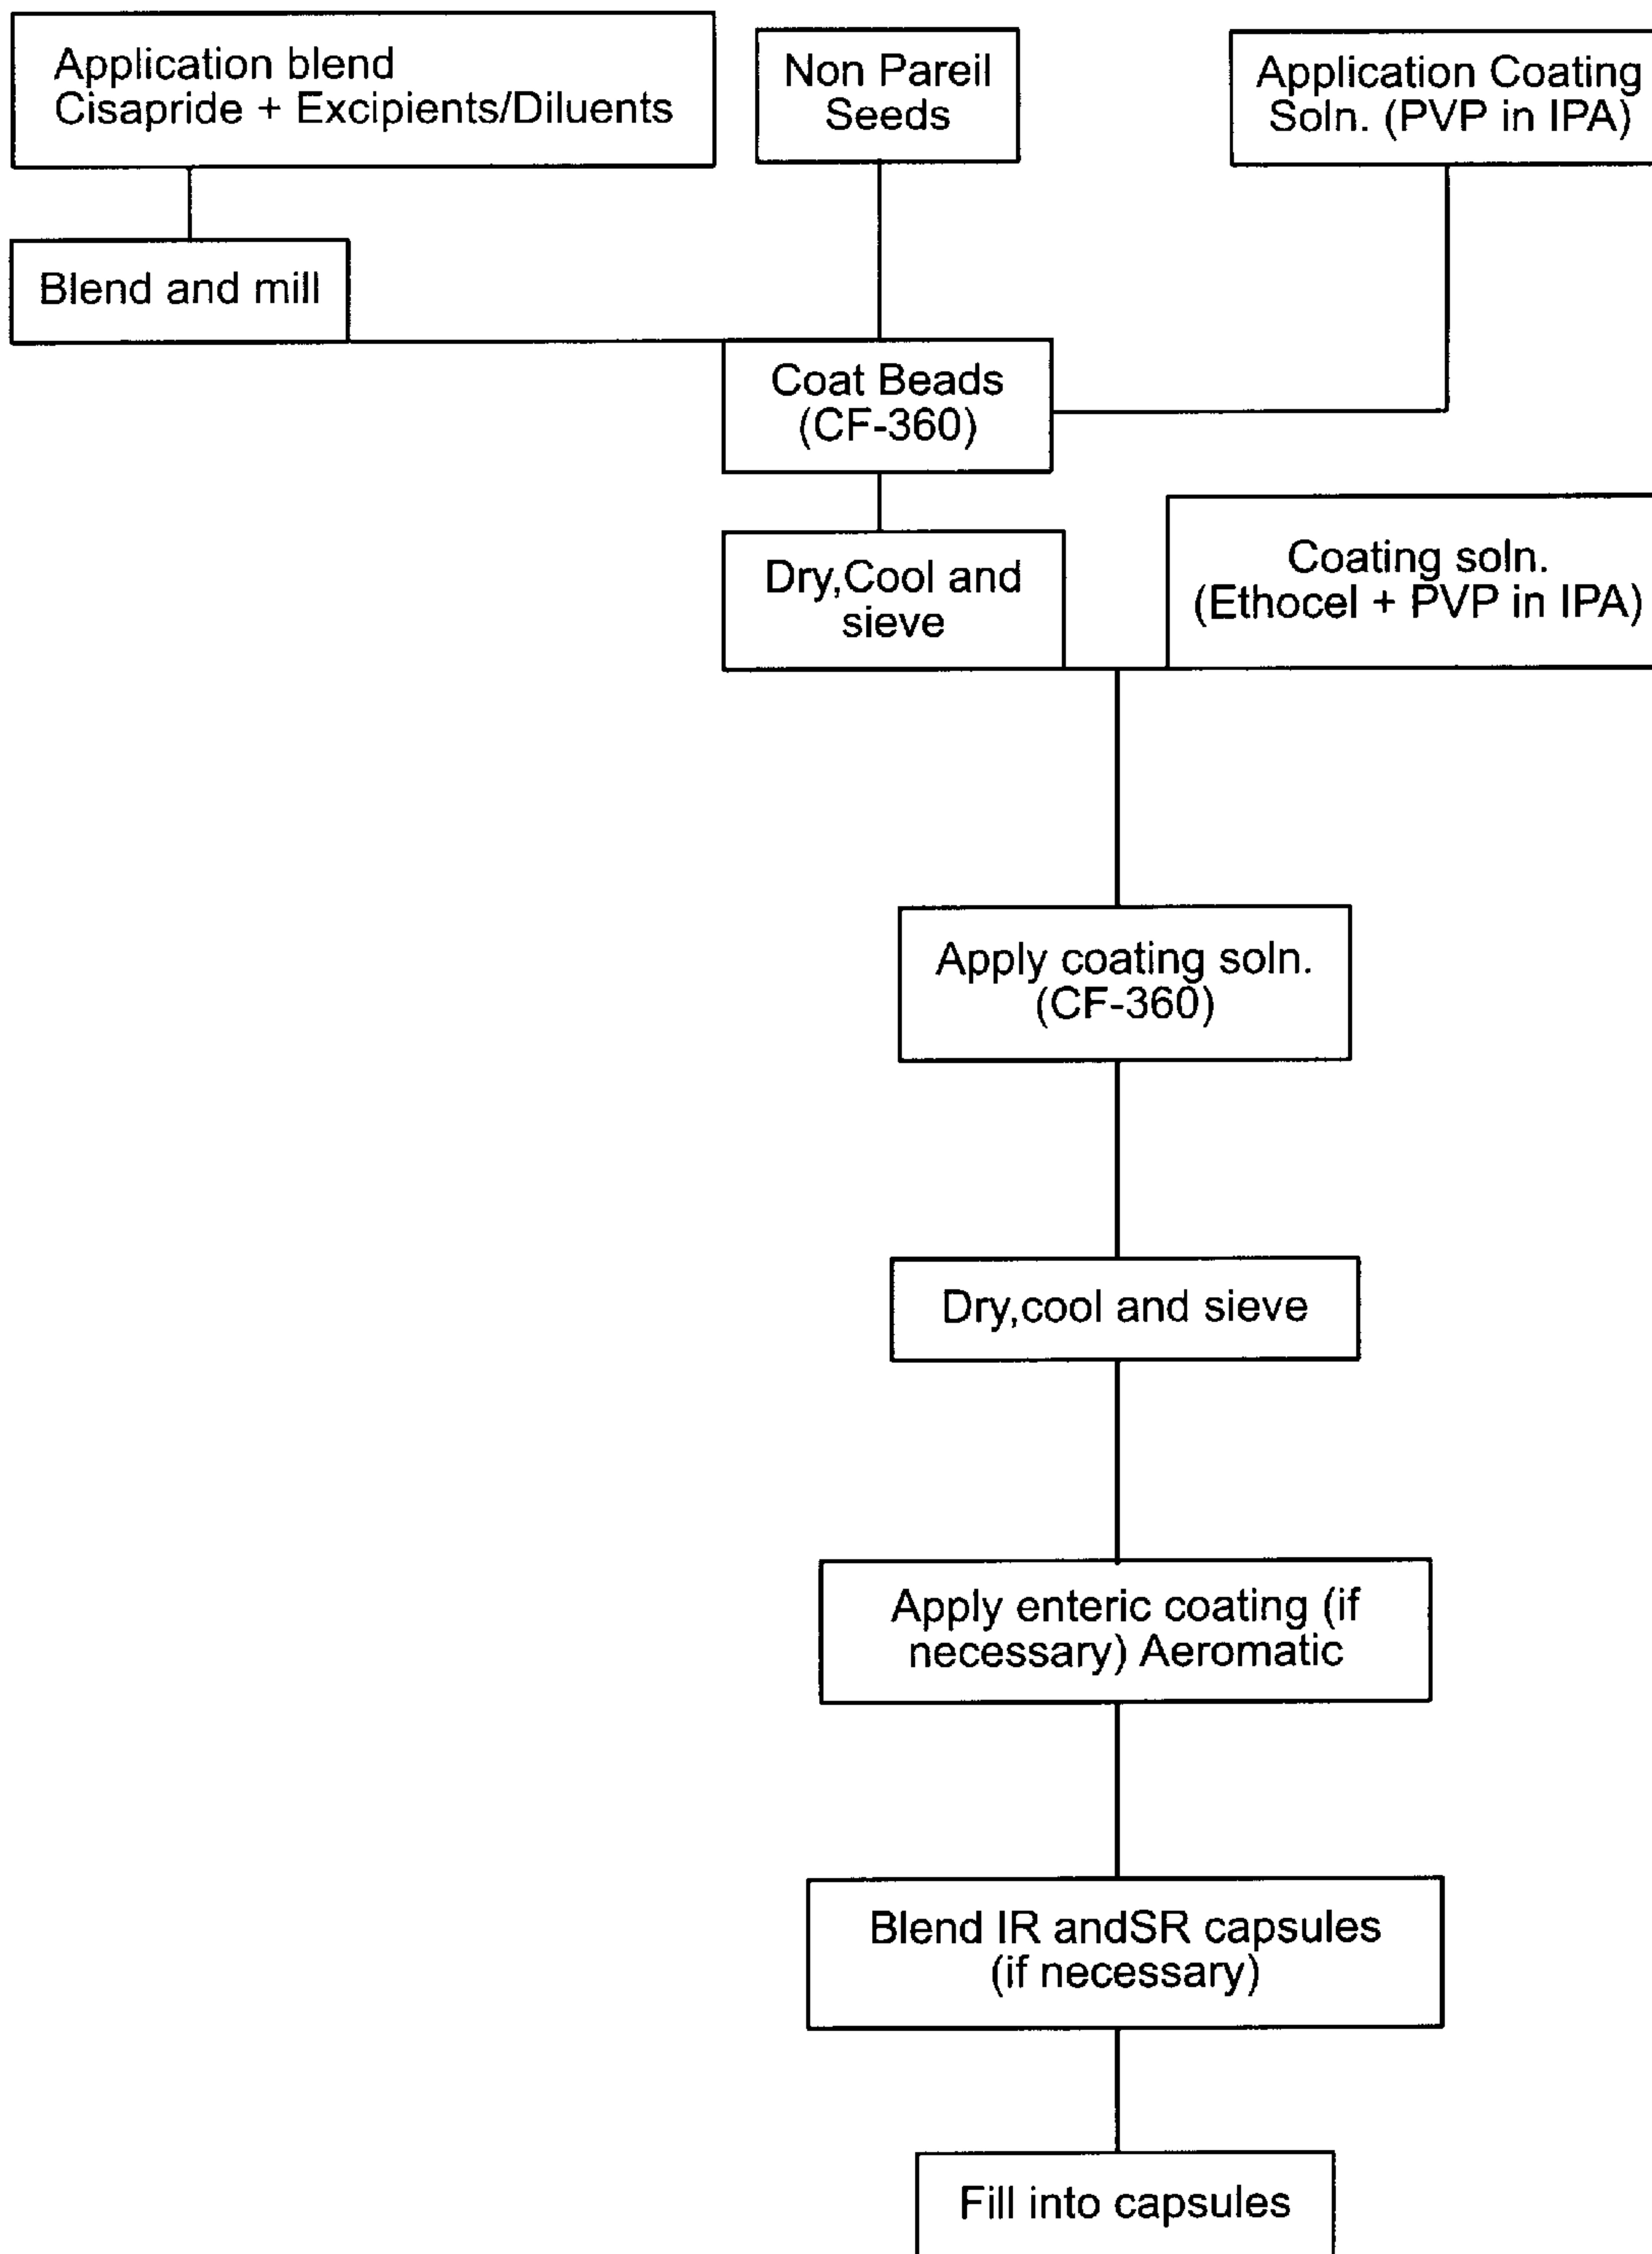 Application blend
Cisapride + Excipients/Diluents
Non Pareil
Seeds
Application Coating
Soln. (PVP in IPA)
Blend and mill
Coat Beads
(CF-360)
Dry,Cool and
sieve
Coating soln.
(Ethocel + PVP in IPA)
Apply coating soln.
(CF-360)
Dry,cool and sieve
Apply enteric coating (if
necessary) Aeromatic
Blend IR andSR capsules
(if necessary)
Fill into capsules